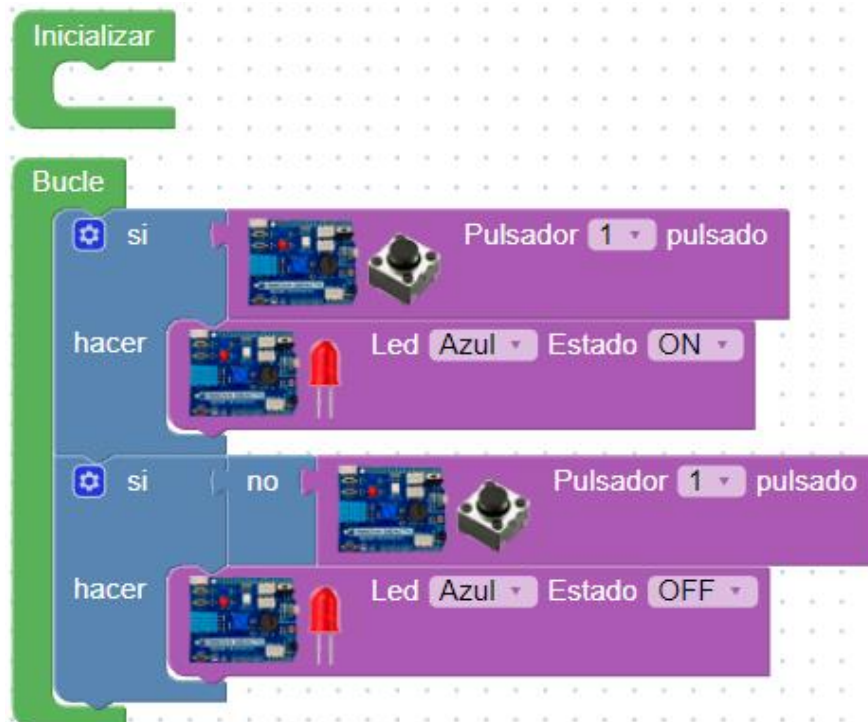 Inicializar
Bucle
si Pulsador 1 pulsado
hacer Led Azul Estado ON
si no Pulsador 1 pulsado
hacer Led Azul Estado OFF